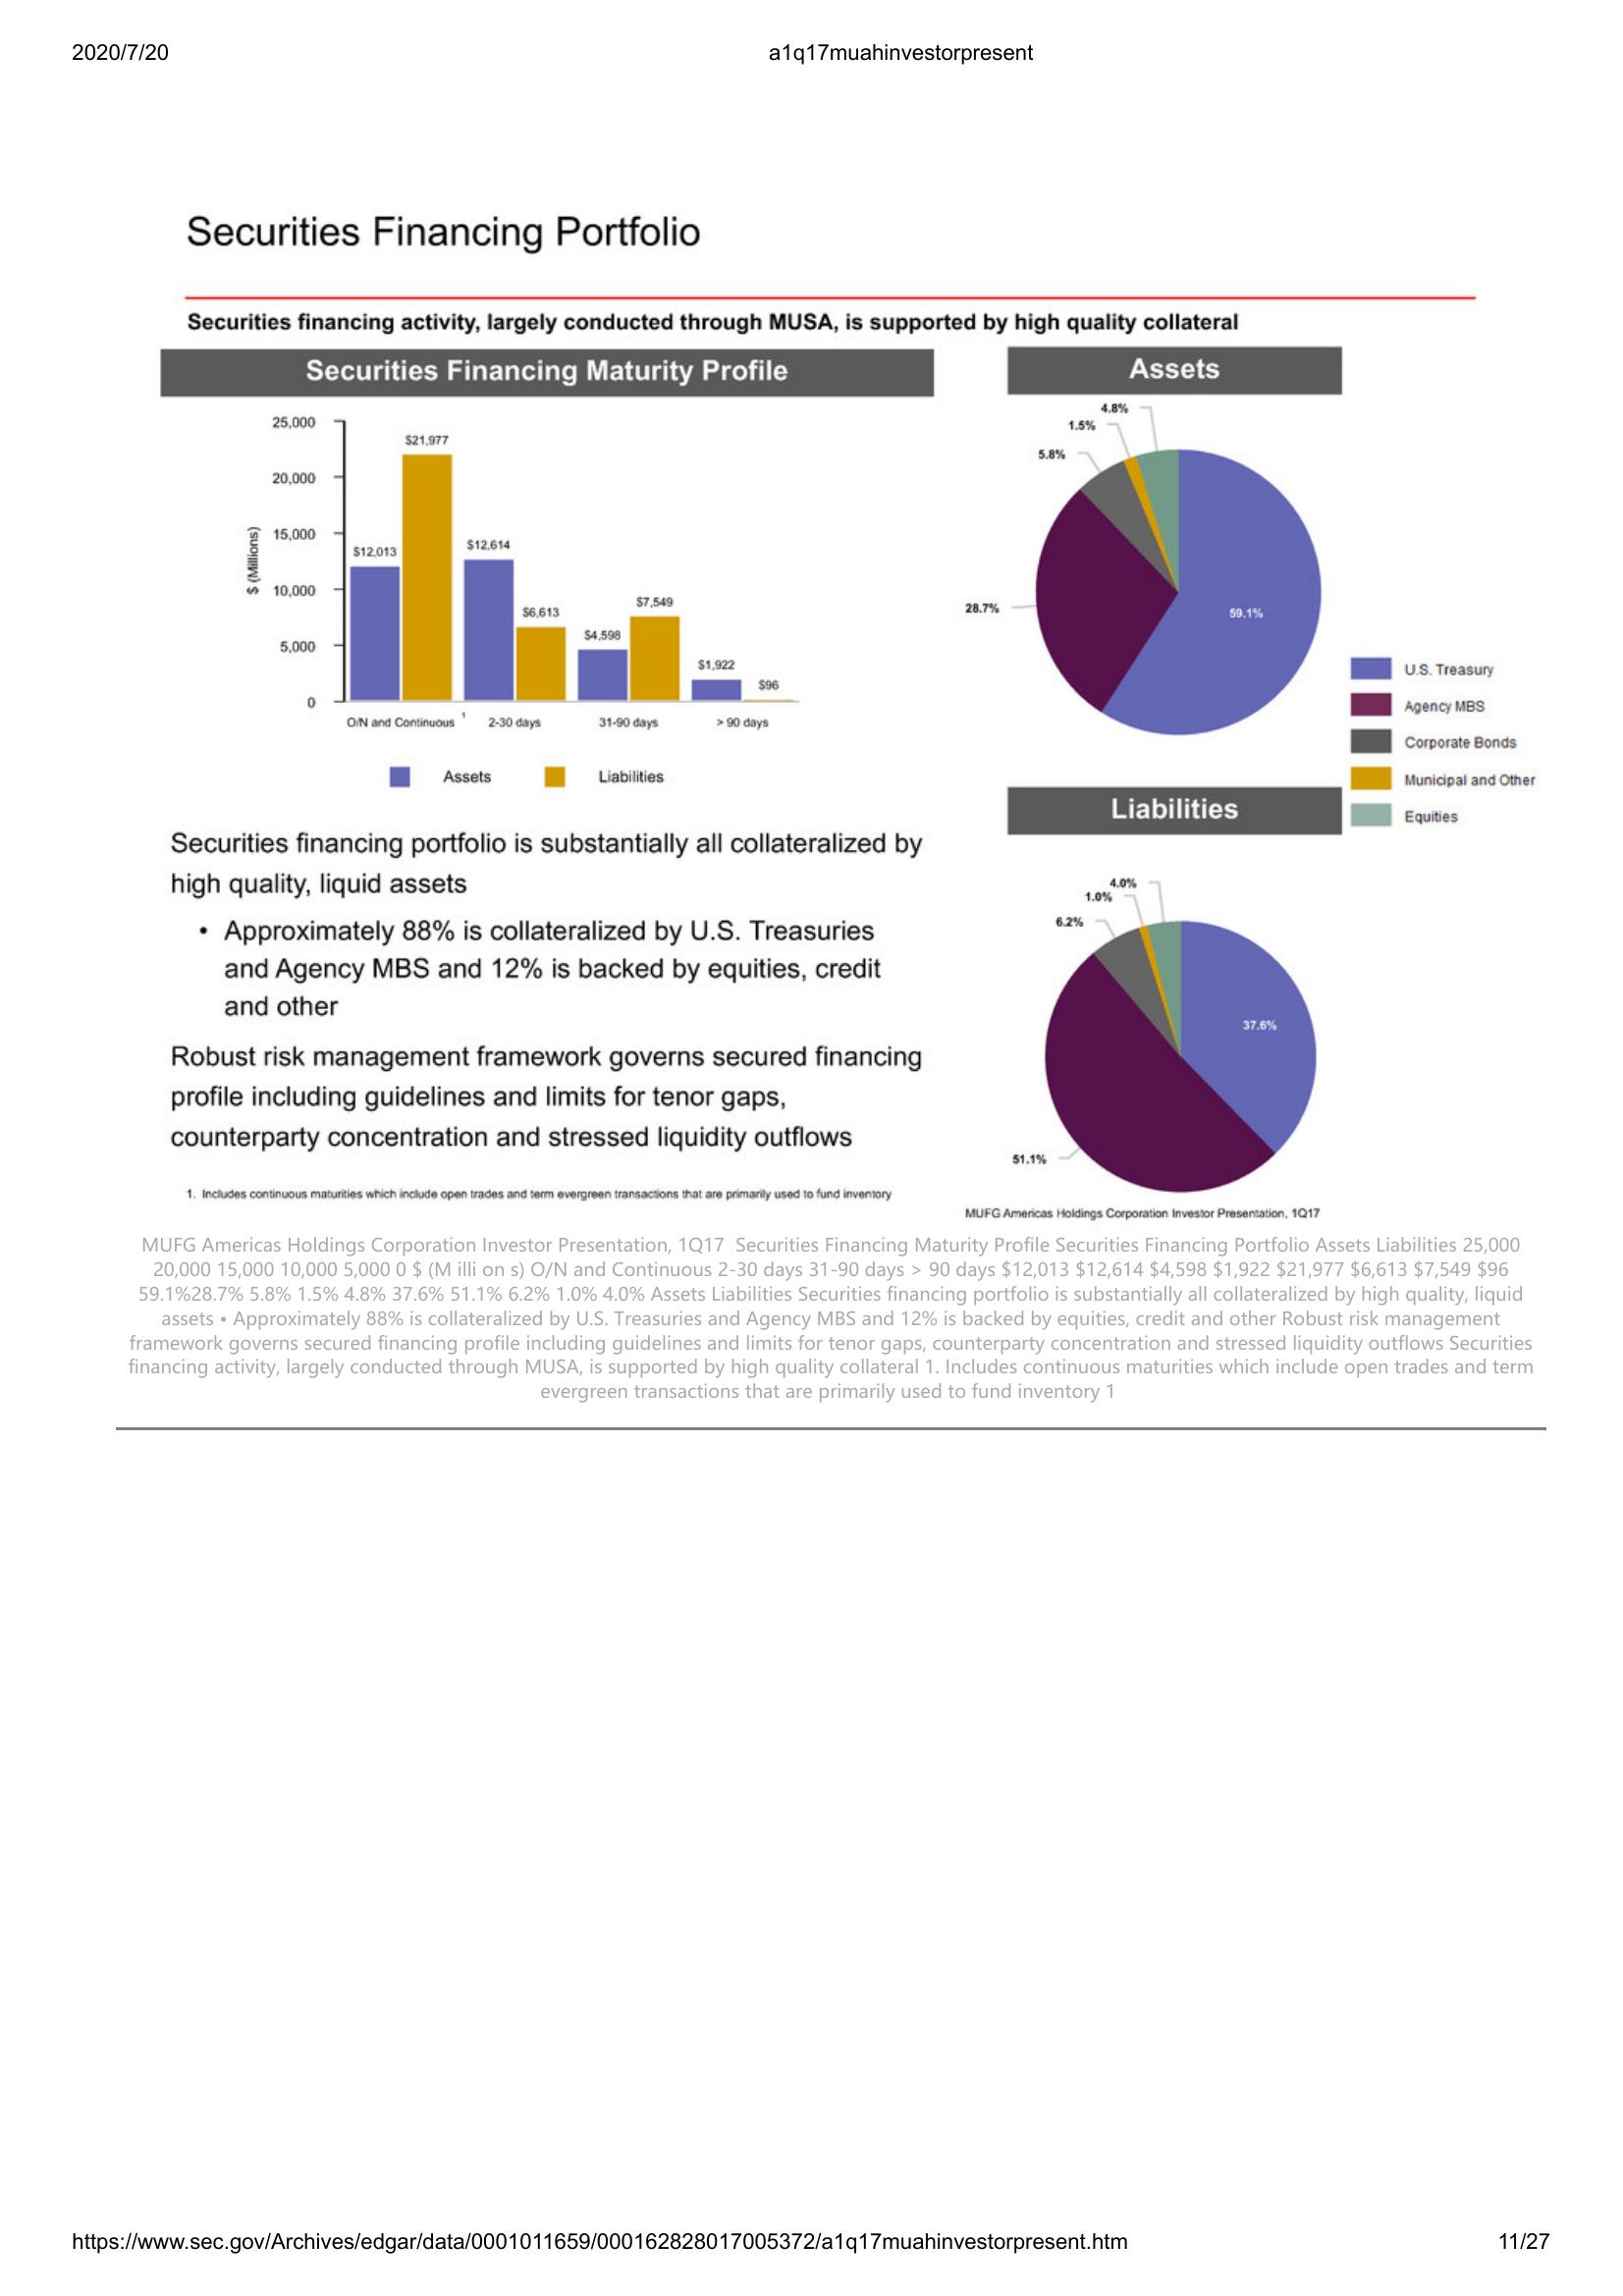 2020/7/20
a1q17muahinvestorpresent
Securities Financing Portfolio
Securities financing activity, largely conducted through MUSA, is supported by high quality collateral
Securities Financing Maturity Profile
25,000
20,000
15,000
10,000
5,000
0
$ (Millions)
$12,013
$21,977
$12,614
$6,613
$4,598
$7,549
$1,922
$96
O/N and Continuous 1
2-30 days
31-90 days
> 90 days
Assets
Liabilities
Securities financing portfolio is substantially all collateralized by
high quality, liquid assets
• Approximately 88% is collateralized by U.S. Treasuries
and Agency MBS and 12% is backed by equities, credit
and other
Robust risk management framework governs secured financing
profile including guidelines and limits for tenor gaps,
counterparty concentration and stressed liquidity outflows
1. Includes continuous maturities which include open trades and term evergreen transactions that are primarily used to fund inventory
Assets
4.8%
1.5%
5.8%
28.7%
59.1%
U.S. Treasury
Agency MBS
Corporate Bonds
Municipal and Other
Equities
Liabilities
4.0%
1.0%
6.2%
37.6%
51.1%
MUFG Americas Holdings Corporation Investor Presentation, 1Q17
MUFG Americas Holdings Corporation Investor Presentation, 1Q17 Securities Financing Maturity Profile Securities Financing Portfolio Assets Liabilities 25,000
20,000 15,000 10,000 5,000 0 $ (M illi on s) O/N and Continuous 2-30 days 31-90 days > 90 days $12,013 $12,614 $4,598 $1,922 $21,977 $6,613 $7,549 $96
59.1%28.7% 5.8% 1.5% 4.8% 37.6% 51.1% 6.2% 1.0% 4.0% Assets Liabilities Securities financing portfolio is substantially all collateralized by high quality, liquid
assets • Approximately 88% is collateralized by U.S. Treasuries and Agency MBS and 12% is backed by equities, credit and other Robust risk management
framework governs secured financing profile including guidelines and limits for tenor gaps, counterparty concentration and stressed liquidity outflows Securities
financing activity, largely conducted through MUSA, is supported by high quality collateral 1. Includes continuous maturities which include open trades and term
evergreen transactions that are primarily used to fund inventory 1
https://www.sec.gov/Archives/edgar/data/0001011659/000162828017005372/a1q17muahinvestorpresent.htm
11/27